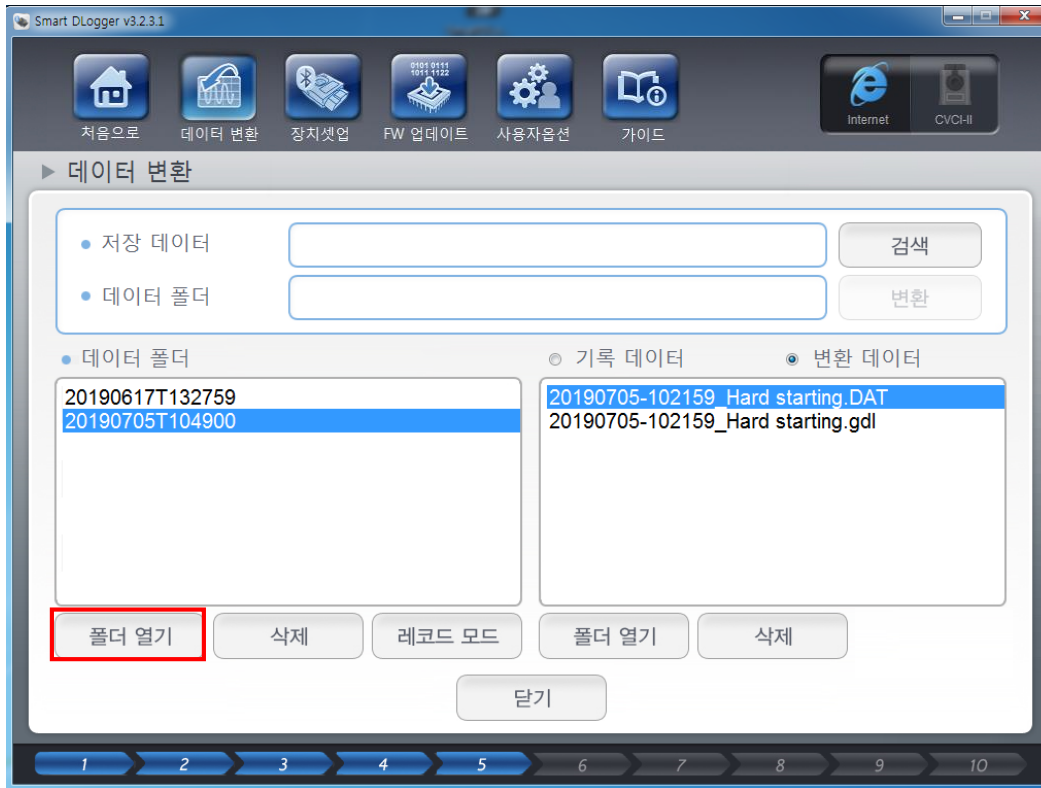 Smart DLogger v3.2.3.1
0101 0111
1011 1122
처음으로 데이터 변환 장치셋업 FW 업데이트 사용자옵션 가이드 Internet CVCI-II
데이터 변환
저장 데이터 검색
데이터 폴더 변환
데이터 폴더 기록 데이터 변환 데이터
20190617T132759
20190705T104900
20190705-102159_Hard starting.DAT
20190705-102159_Hard starting.gdl
폴더 열기 삭제 레코드 모드 폴더 열기 삭제
닫기
1 2 3 4 5 6 7 8 9 10